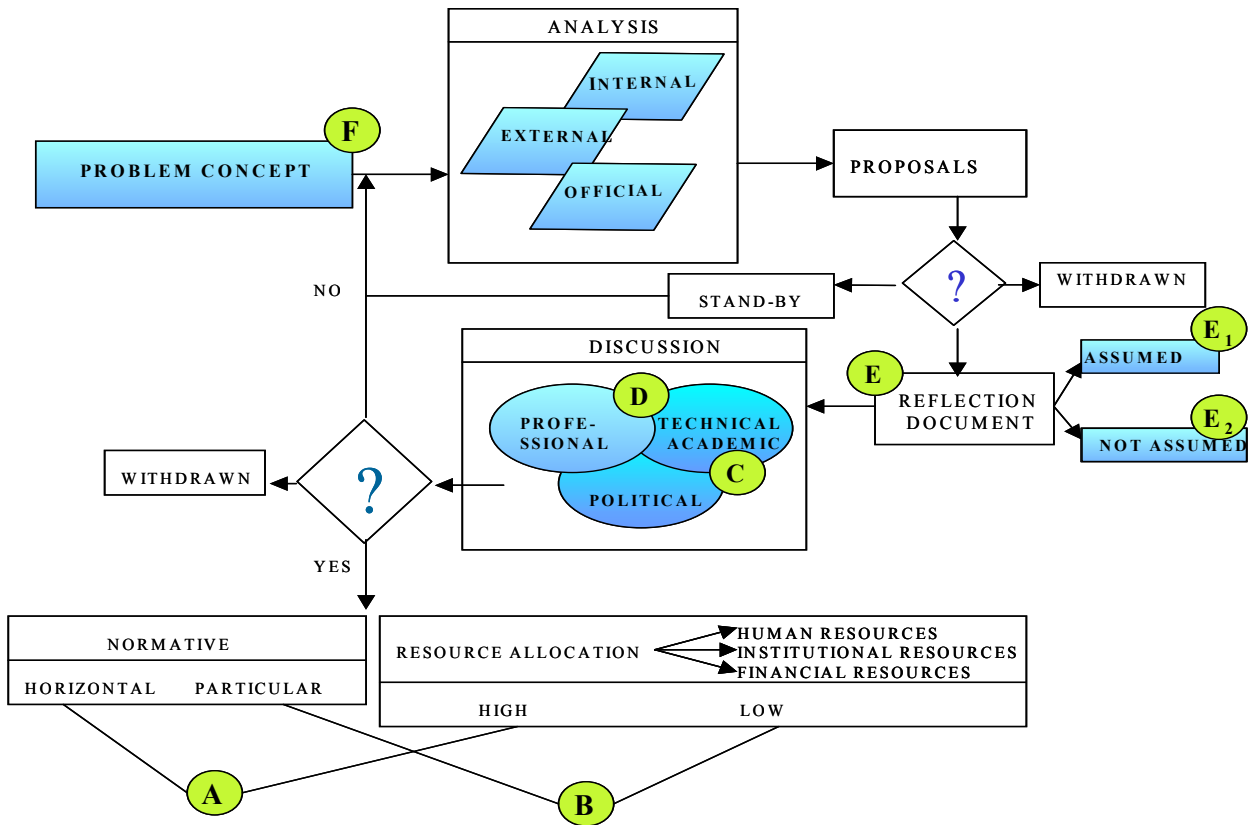 ANALYSIS
INTERNAL
EXTERNAL
OFFICIAL
F
PROBLEM CONCEPT
PROPOSALS
?
WITHDRAWN
STAND-BY
NO
E1
ASSUMED
E
REFLECTION
DOCUMENT
E2
NOT ASSUMED
DISCUSSION
D
PROFE-
SSIONAL
TECHNICAL
ACADEMIC
C
POLITICAL
?
WITHDRAWN
YES
NORMATIVE
HORIZONTAL PARTICULAR
RESOURCE ALLOCATION
HUMAN RESOURCES
INSTITUTIONAL RESOURCES
FINANCIAL RESOURCES
HIGH LOW
A
B